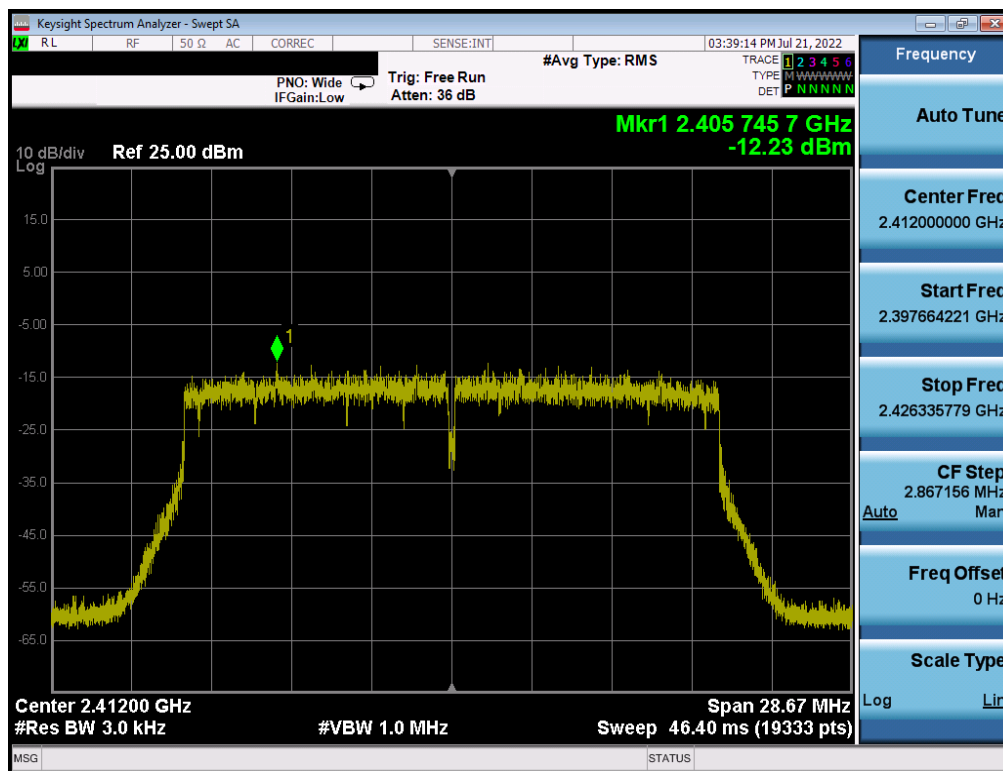 Keysight Spectrum Analyzer - Swept SA
LXI RL RF 50 Ω AC CORREC SENSE:INT 03:39:14 PM Jul 21, 2022
#Avg Type: RMS
TRACE 1 2 3 4 5 6
TYPE M WWWWW
DET P N N N N N
PNO: Wide
IFGain:Low
Trig: Free Run
Atten: 36 dB
Mkr1 2.405 745 7 GHz
-12.23 dBm
10 dB/div Ref 25.00 dBm
Log
15.0
5.00
-5.00
1
-15.0
-25.0
-35.0
-45.0
-55.0
-65.0
Center 2.41200 GHz Span 28.67 MHz
#Res BW 3.0 kHz #VBW 1.0 MHz Sweep 46.40 ms (19333 pts)
MSG STATUS
Frequency
Auto Tune
Center Freq
2.412000000 GHz
Start Freq
2.397664221 GHz
Stop Freq
2.426335779 GHz
CF Step
2.867156 MHz
Auto Man
Freq Offset
0 Hz
Scale Type
Log Lin